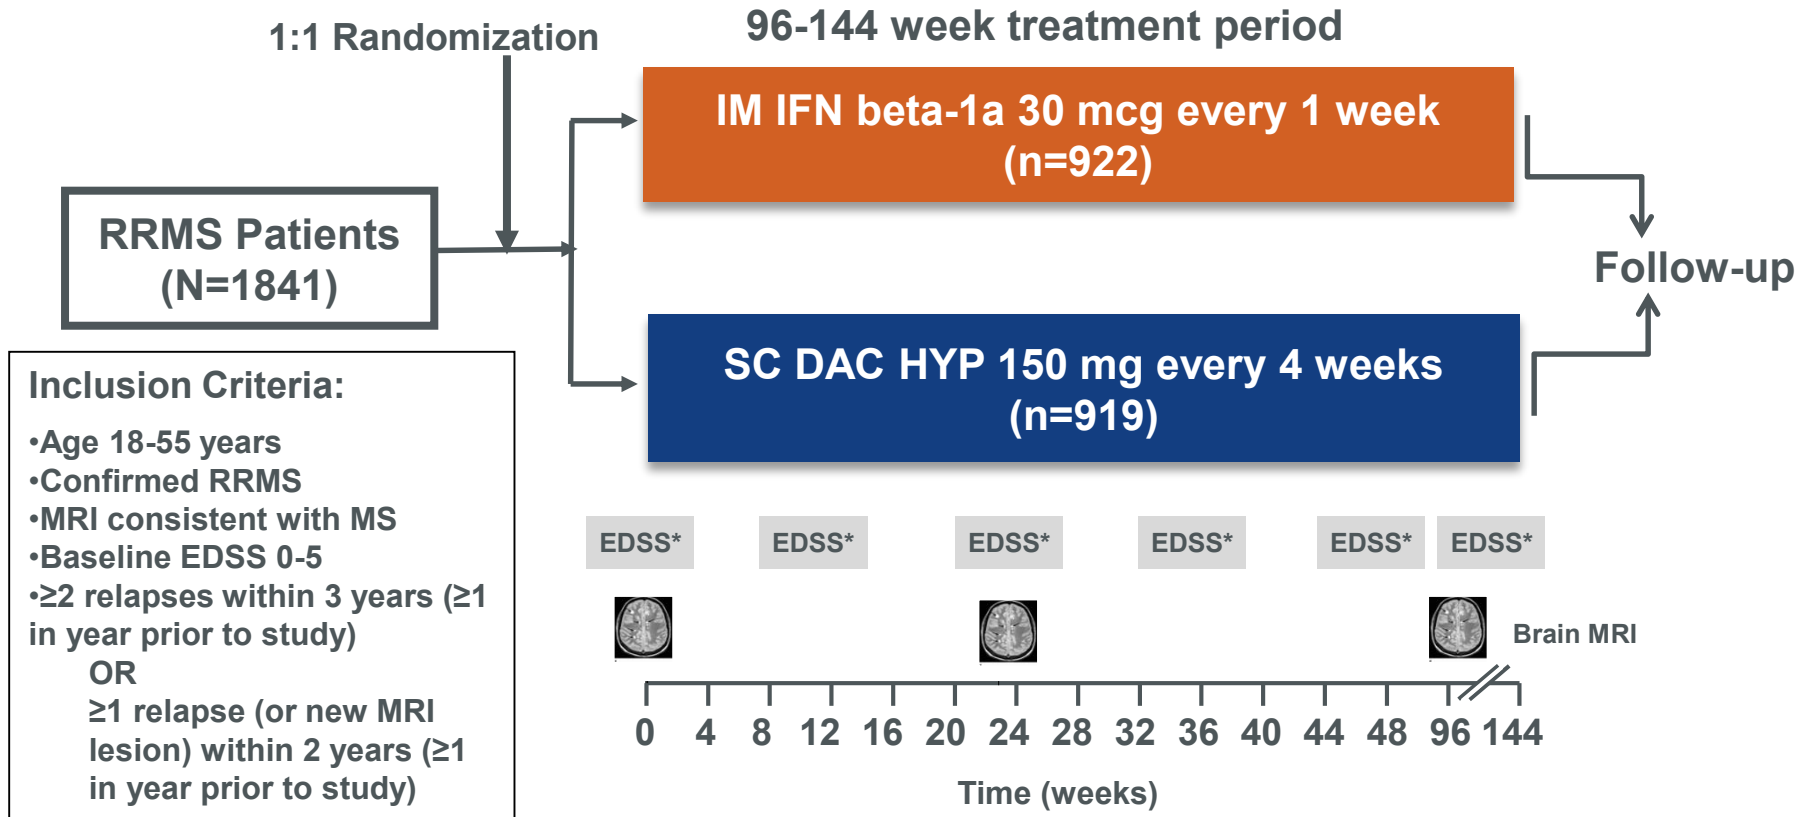 1:1 Randomization
96-144 week treatment period
IM IFN beta-1a 30 mcg every 1 week
(n=922)
RRMS Patients
(N=1841)
Follow-up
SC DAC HYP 150 mg every 4 weeks
(n=919)
Inclusion Criteria:
•Age 18-55 years
•Confirmed RRMS
•MRI consistent with MS
•Baseline EDSS 0-5
•≥2 relapses within 3 years (≥1
in year prior to study)
OR
≥1 relapse (or new MRI
lesion) within 2 years (≥1
in year prior to study)
EDSS* EDSS* EDSS* EDSS* EDSS* EDSS*
Brain MRI
0 4 8 12 16 20 24 28 32 36 40 44 48 96 144
Time (weeks)